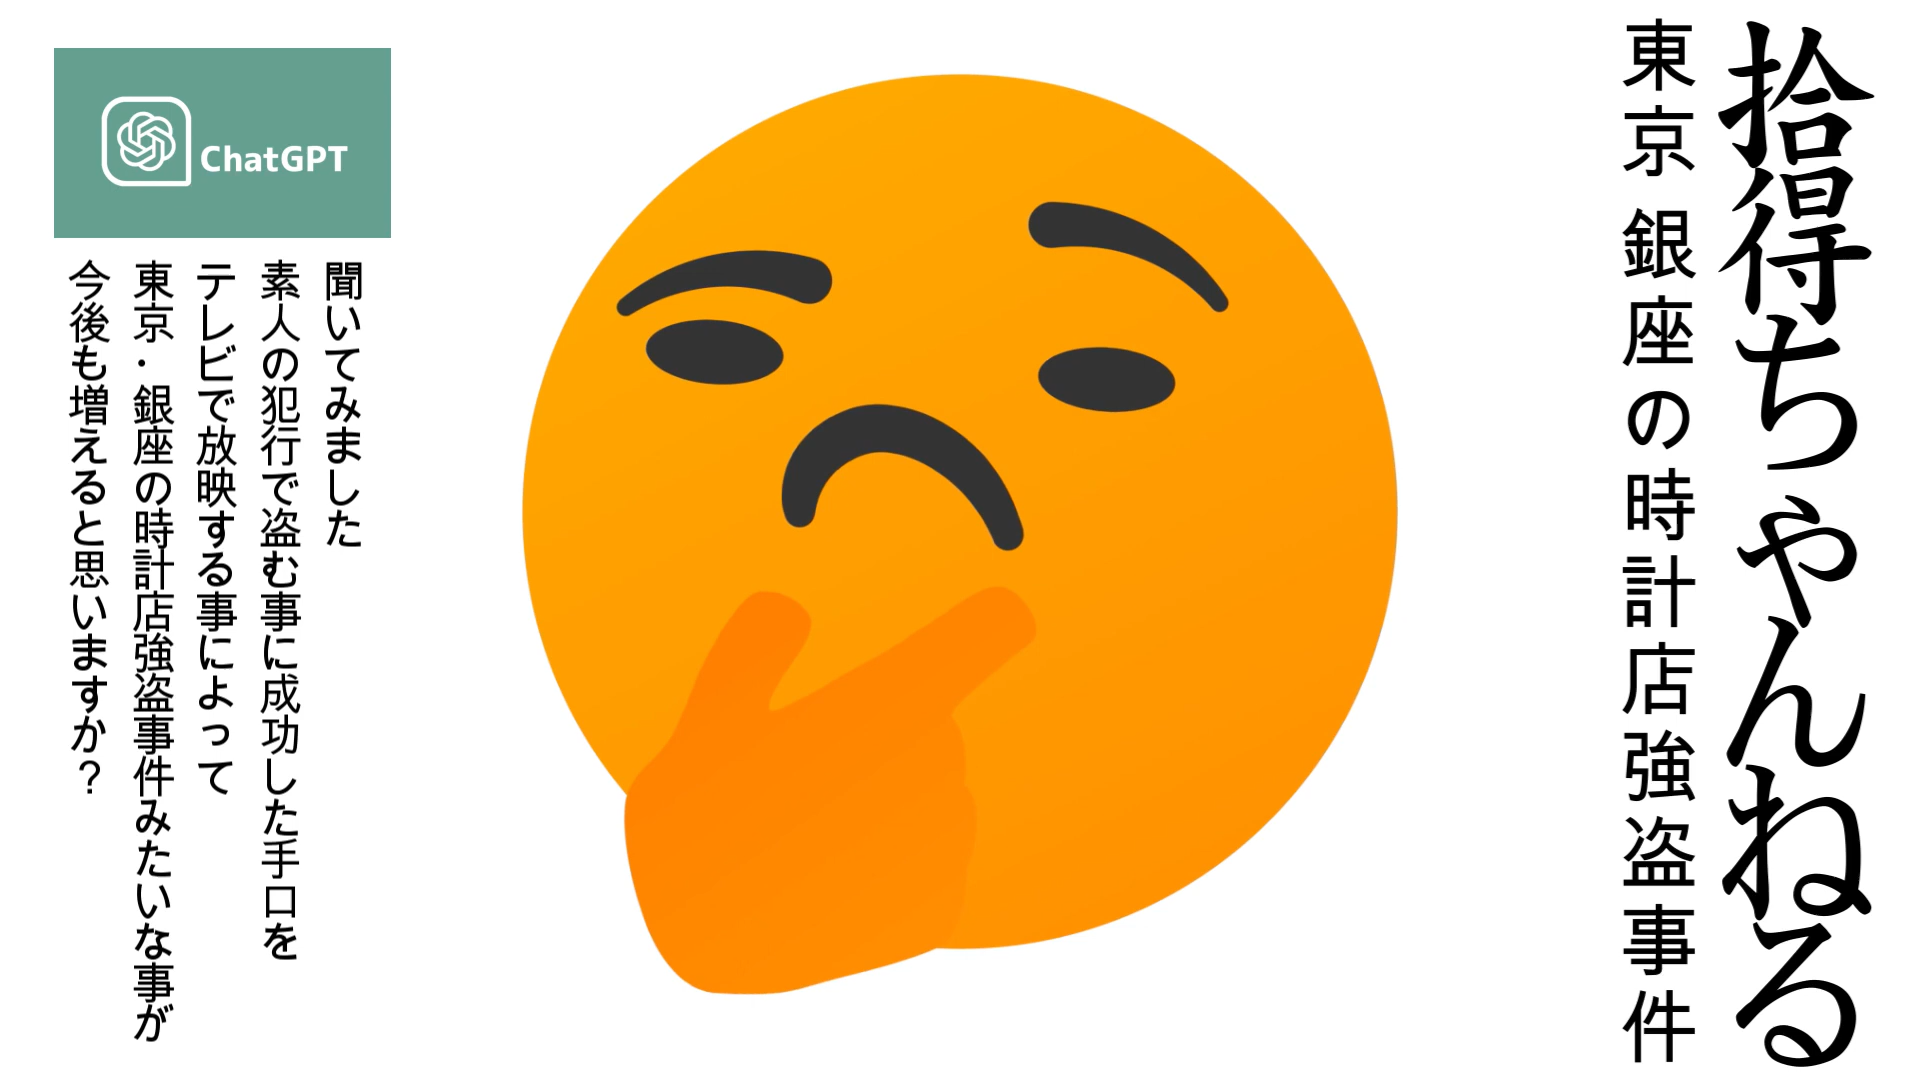 拾得ちゃんねる
東京 銀座の時計店強盗事件
ChatGPT
聞いてみました
素人の犯行で盗む事に成功した手口を
テレビで放映する事によって
東京・銀座の時計店強盗事件みたいな事が
今後も増えると思いますか？